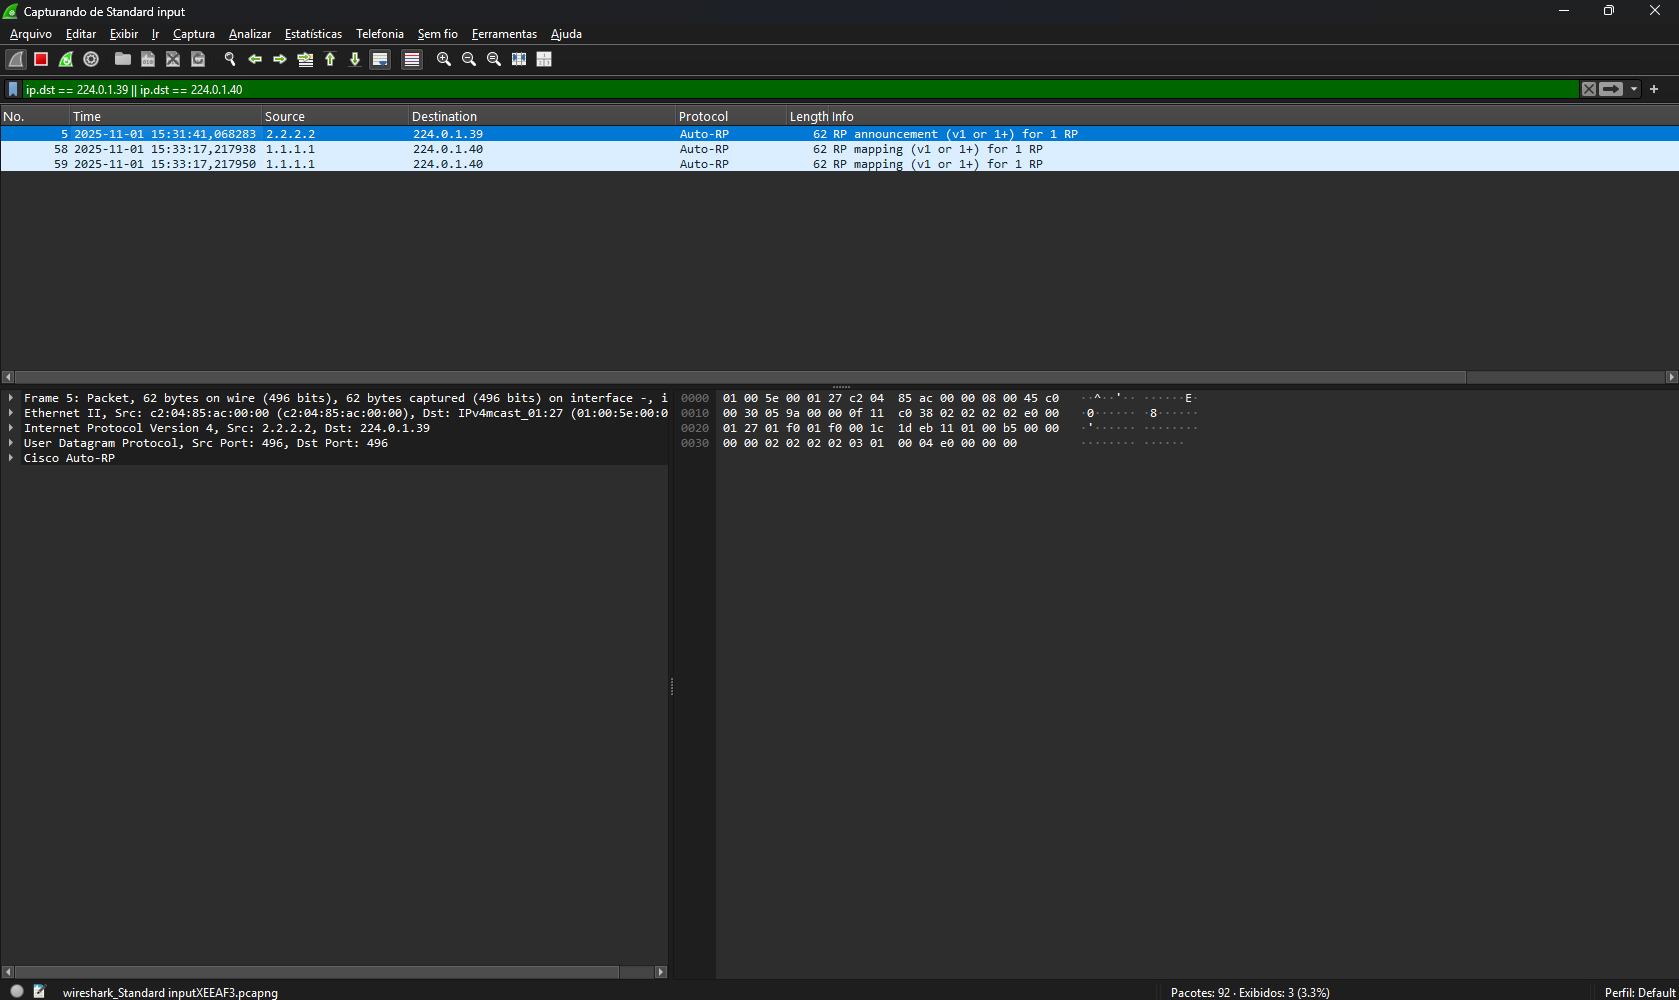 Capturando de Standard input
Arquivo Editar Exibir Ir Captura Analizar Estatísticas Telefonia Sem fio Ferramentas Ajuda
ip.dst == 224.0.1.39 || ip.dst == 224.0.1.40
No. Time Source Destination Protocol Length Info
5 2025-11-01 15:31:41,068283 2.2.2.2 224.0.1.39 Auto-RP 62 RP announcement (v1 or 1+) for 1 RP
58 2025-11-01 15:33:17,217938 1.1.1.1 224.0.1.40 Auto-RP 62 RP mapping (v1 or 1+) for 1 RP
59 2025-11-01 15:33:17,217950 1.1.1.1 224.0.1.40 Auto-RP 62 RP mapping (v1 or 1+) for 1 RP
Frame 5: Packet, 62 bytes on wire (496 bits), 62 bytes captured (496 bits) on interface -, i
Ethernet II, Src: c2:04:85:ac:00:00 (c2:04:85:ac:00:00), Dst: IPv4mcast_01:27 (01:00:5e:00:0
Internet Protocol Version 4, Src: 2.2.2.2, Dst: 224.0.1.39
User Datagram Protocol, Src Port: 496, Dst Port: 496
Cisco Auto-RP
0000 01 00 5e 00 01 27 c2 04 85 ac 00 00 08 00 45 c0 ··^··'·· ······E·
0010 00 30 05 9a 00 00 0f 11 c0 38 02 02 02 02 e0 00 ·0······ ·8······
0020 01 27 01 f0 01 f0 00 1c 1d eb 11 01 00 b5 00 00 ·'······ ········
0030 00 00 02 02 02 02 03 01 00 04 e0 00 00 00 ········ ······
wireshark_Standard inputXEEAF3.pcapng
Pacotes: 92 · Exibidos: 3 (3.3%)
Perfil: Default